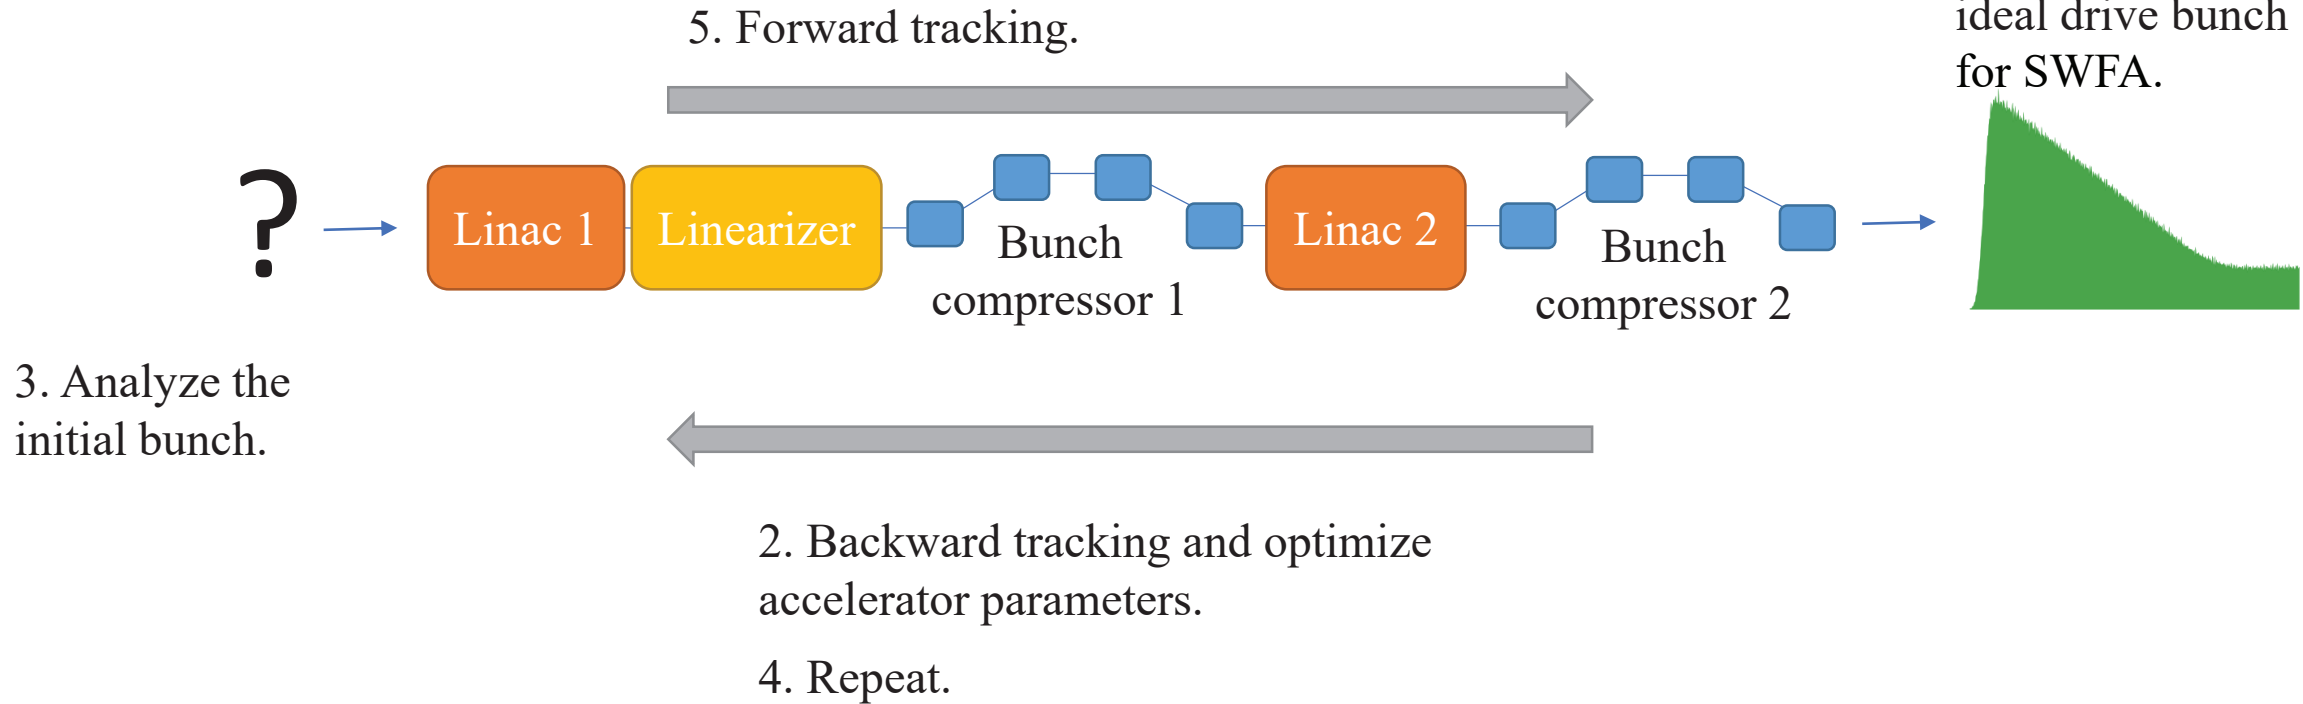 5. Forward tracking.
ideal drive bunch
for SWFA.
?
Linac 1
Linearizer
Bunch
compressor 1
Linac 2
Bunch
compressor 2
3. Analyze the
initial bunch.
2. Backward tracking and optimize
accelerator parameters.
4. Repeat.